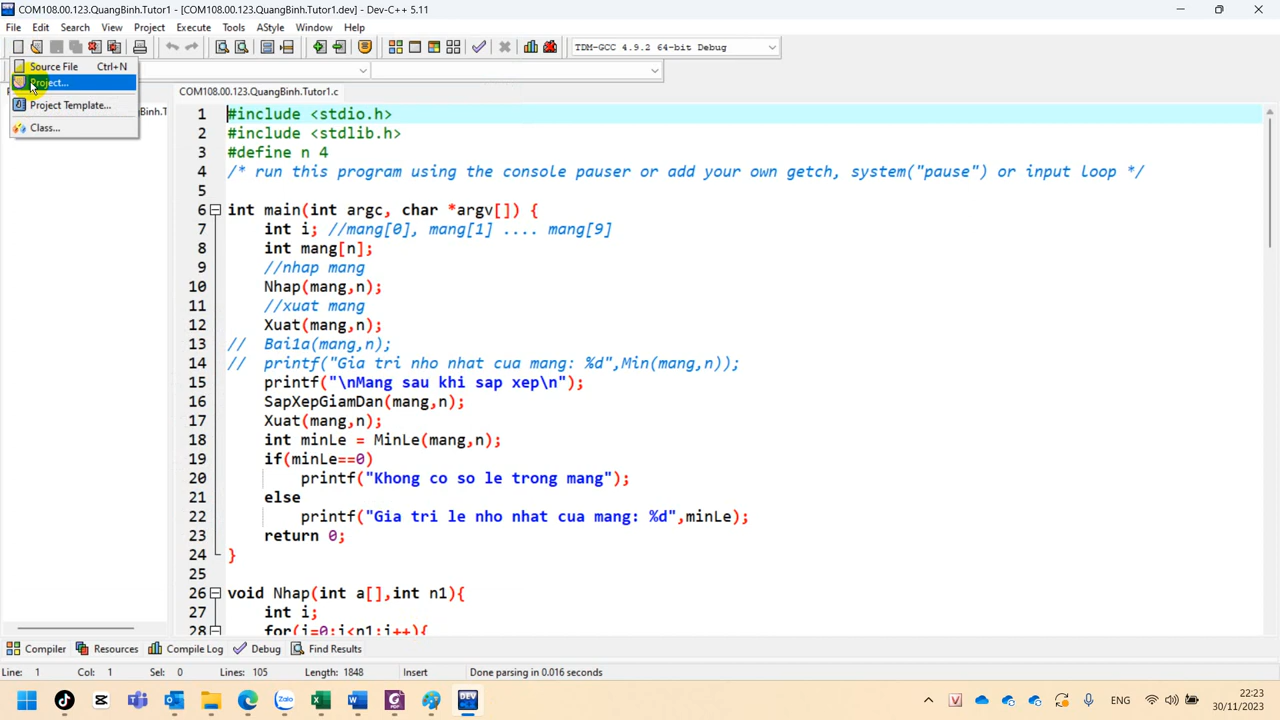 COM108.00.123.QuangBinh.Tutor1 - [COM108.00.123.QuangBinh.Tutor1.dev] - Dev-C++ 5.11
File Edit Search View Project Execute Tools AStyle Window Help
TDM-GCC 4.9.2 64-bit Debug
Source File Ctrl+N
Project...
Project Template...
Class...
Binh.T
COM108.00.123.QuangBinh.Tutor1.c
1 #include <stdio.h>
2 #include <stdlib.h>
3 #define n 4
4 /* run this program using the console pauser or add your own getch, system("pause") or input loop */
5
6 int main(int argc, char *argv[]) {
7 int i; //mang[0], mang[1] .... mang[9]
8 int mang[n];
9 //nhap mang
10 Nhap(mang,n);
11 //xuat mang
12 Xuat(mang,n);
13 // Bai1a(mang,n);
14 // printf("Gia tri nho nhat cua mang: %d",Min(mang,n));
15 printf("\nMang sau khi sap xep\n");
16 SapXepGiamDan(mang,n);
17 Xuat(mang,n);
18 int minLe = MinLe(mang,n);
19 if(minLe==0)
20 printf("Khong co so le trong mang");
21 else
22 printf("Gia tri le nho nhat cua mang: %d",minLe);
23 return 0;
24 }
25
26 void Nhap(int a[],int n1){
27 int i;
28 for(i=0;i<n1;i++){
Compiler Resources Compile Log Debug Find Results
Line: 1 Col: 1 Sel: 0 Lines: 105 Length: 1848 Insert Done parsing in 0.016 seconds
DEV
ENG
22:23
30/11/2023